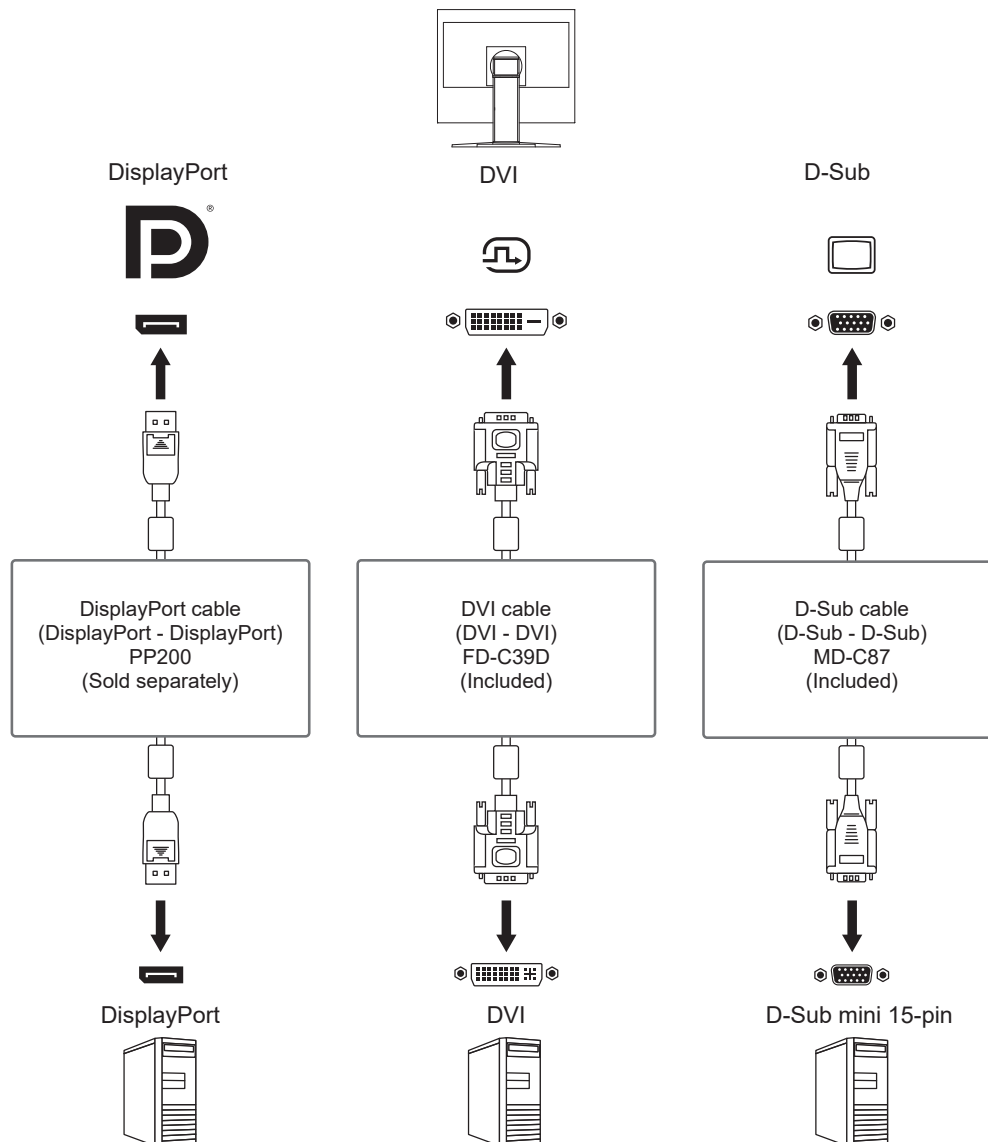 DisplayPort
DVI
D-Sub
DisplayPort cable
(DisplayPort - DisplayPort)
PP200
(Sold separately)
DVI cable
(DVI - DVI)
FD-C39D
(Included)
D-Sub cable
(D-Sub - D-Sub)
MD-C87
(Included)
DisplayPort
DVI
D-Sub mini 15-pin